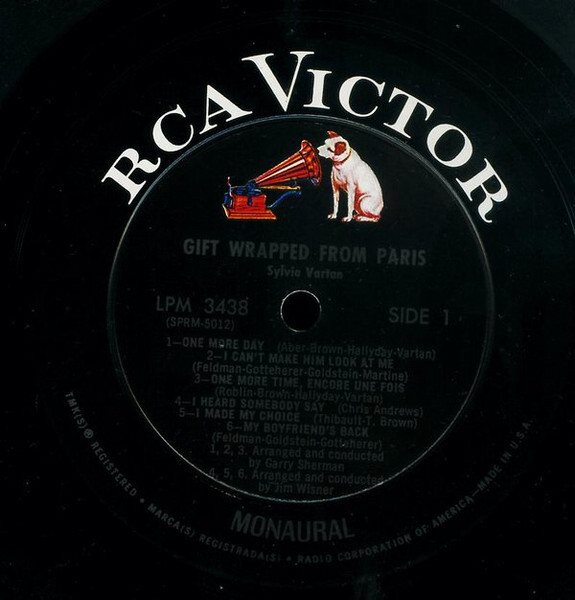 RCA VICTOR
GIFT WRAPPED FROM PARIS
Sylvie Vartan
LPM 3438
(SPRM-5012)
SIDE 1
1—ONE MORE DAY (Aber-Brown-Hallyday-Vartan)
2—I CAN'T MAKE HIM LOOK AT ME
(Feldman-Gotteherer-Goldstein-Martine)
3—ONE MORE TIME, ENCORE UNE FOIS
(Roblin-Brown-Hallyday-Vartan)
4—I HEARD SOMEBODY SAY (Chris Andrews)
5—I MADE MY CHOICE (Thibault-T. Brown)
6—MY BOYFRIEND'S BACK
(Feldman-Goldstein-Gotteherer)
1, 2, 3. Arranged and conducted
by Garry Sherman
4, 5, 6. Arranged and conducted
by Jim Wisner
MONAURAL
TMK(S) ® REGISTERED • MARCA(S) REGISTRADA(S) • RADIO CORPORATION OF AMERICA—MADE IN U.S.A.